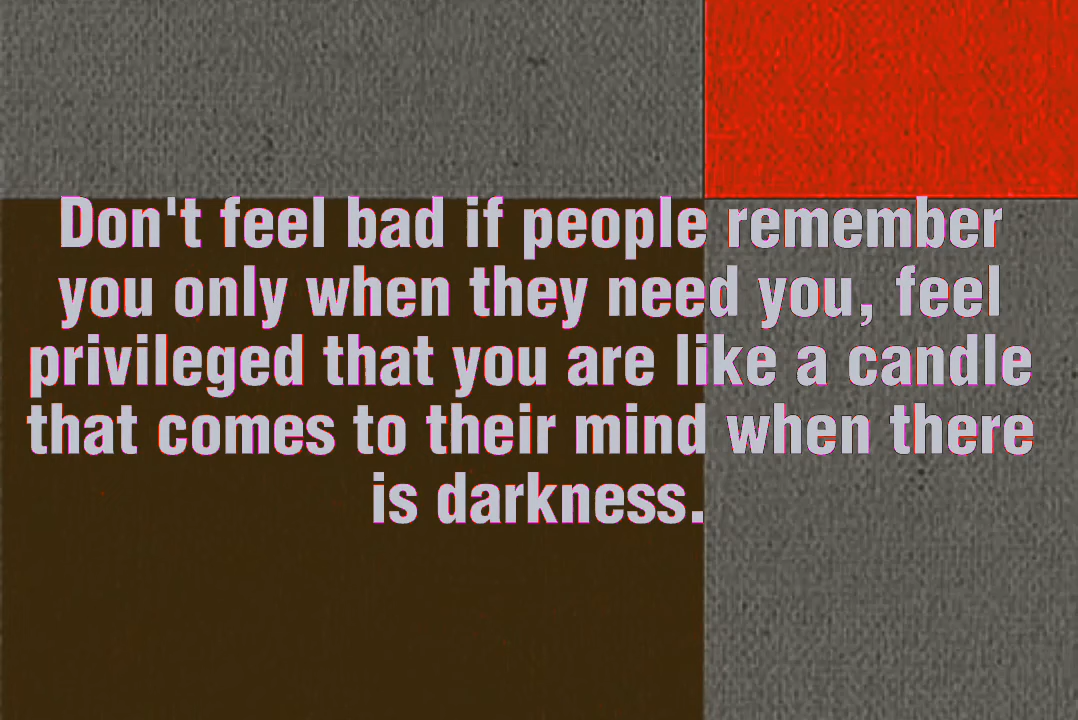 Don't feel bad if people remember
you only when they need you, feel
privileged that you are like a candle
that comes to their mind when there
is darkness.